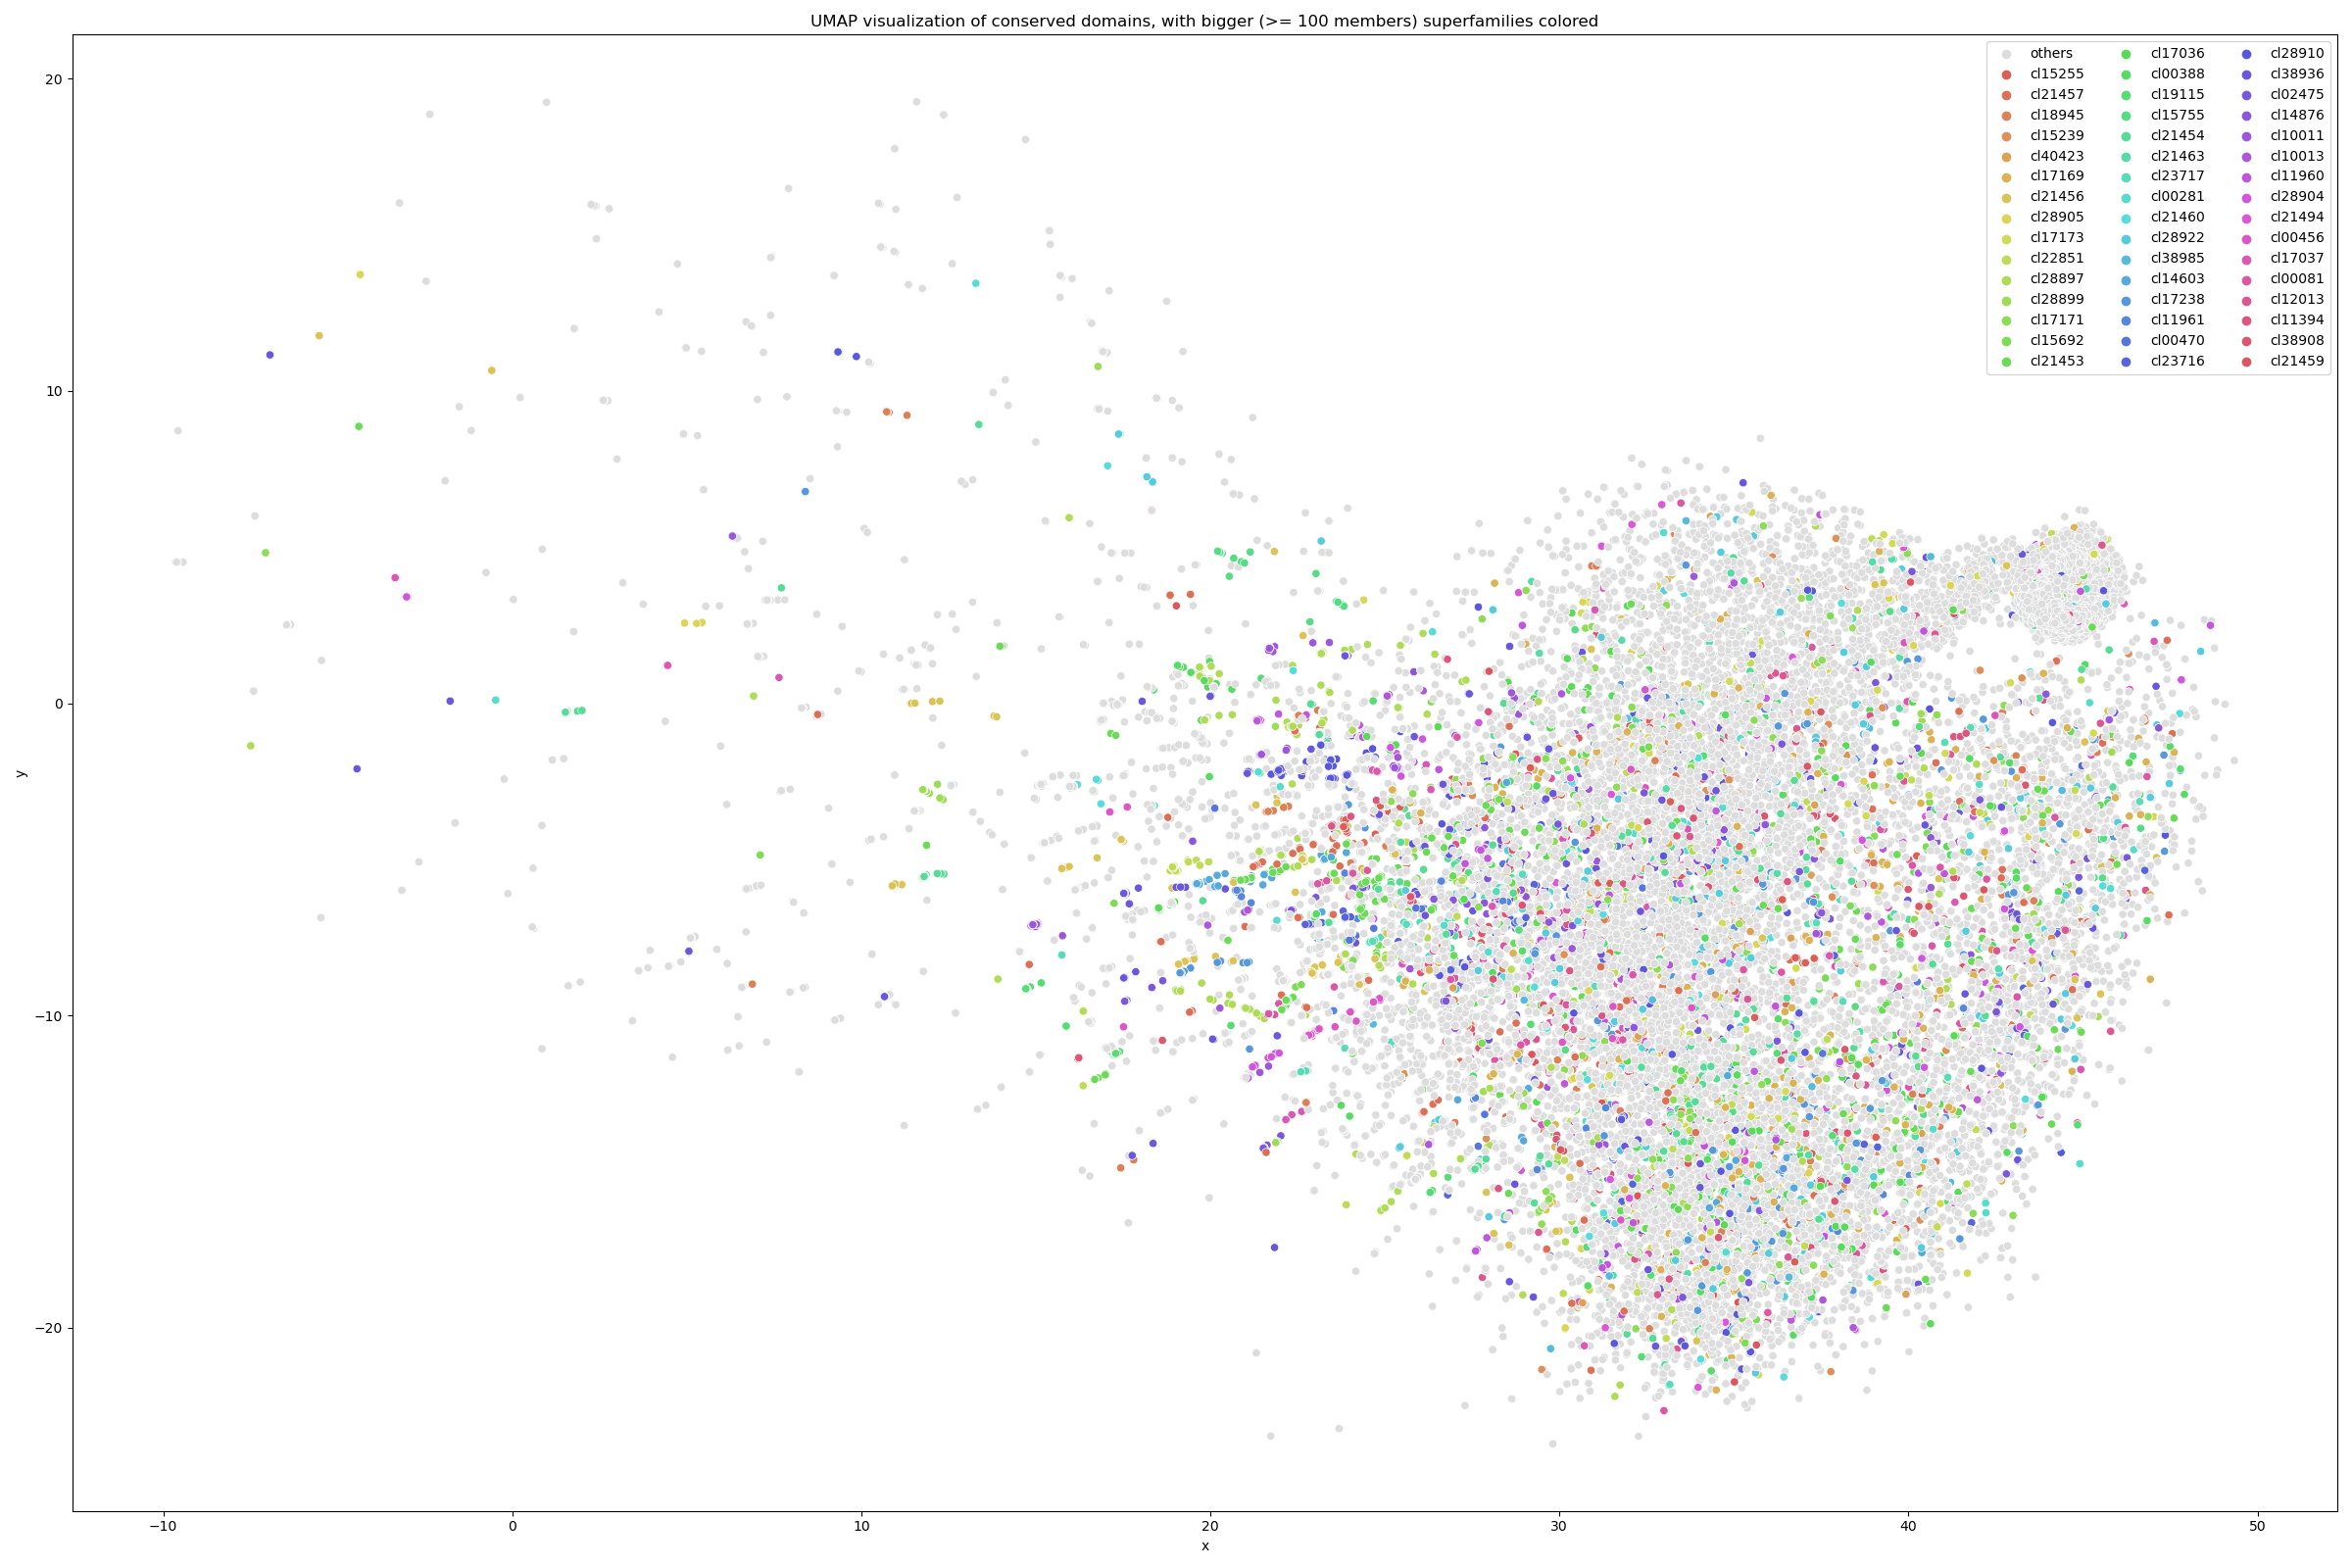 UMAP visualization of conserved domains, with bigger (>= 100 members) superfamilies colored
others
cl15255
cl21457
cl18945
cl15239
cl40423
cl17169
cl21456
cl28905
cl17173
cl22851
cl28897
cl28899
cl17171
cl15692
cl21453
cl17036
cl00388
cl19115
cl15755
cl21454
cl21463
cl23717
cl00281
cl21460
cl28922
cl38985
cl14603
cl17238
cl11961
cl00470
cl23716
cl28910
cl38936
cl02475
cl14876
cl10011
cl10013
cl11960
cl28904
cl21494
cl00456
cl17037
cl00081
cl12013
cl11394
cl38908
cl21459
20
10
0
−10
−20
y
−10
0
10
20
30
40
50
x